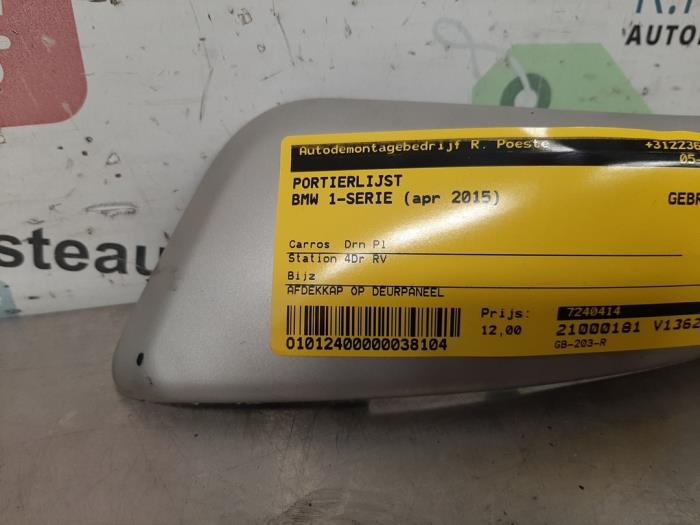 AUTO
steau
Autodemontagebedrijf R. Poeste +312236
05-
PORTIERLIJST
BMW 1-SERIE (apr 2015) GEBR
Carros Drn Pl
Station 4Dr RV
Bijz
AFDEKKAP OP DEURPANEEL
Prijs: 7240414
12,00 21000181 V1362
O1012400000038104 GB-203-R